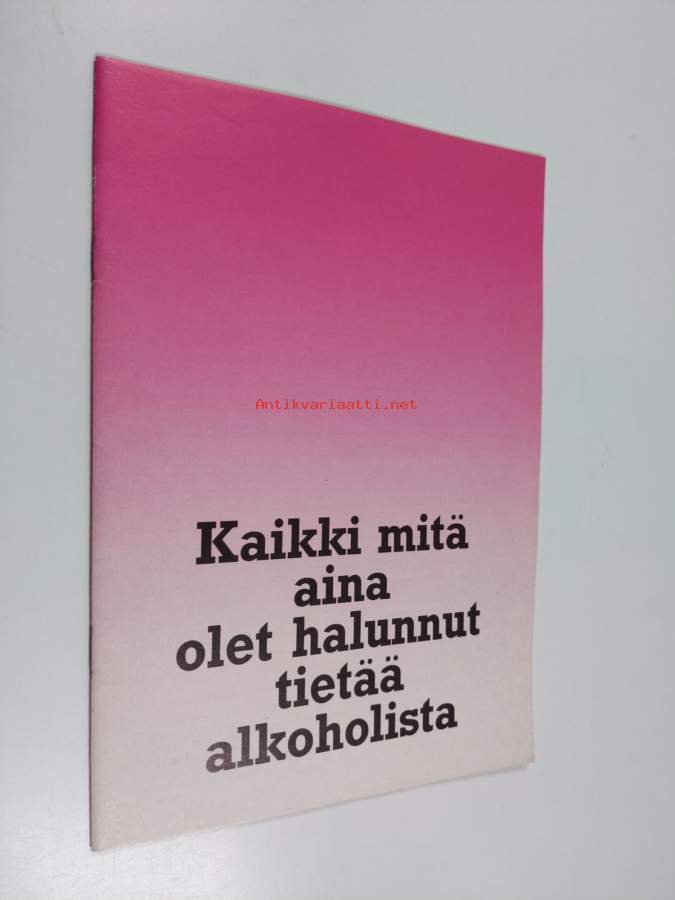 Antikvariaatti.net
Kaikki mitä
aina
olet halunnut
tietää
alkoholista